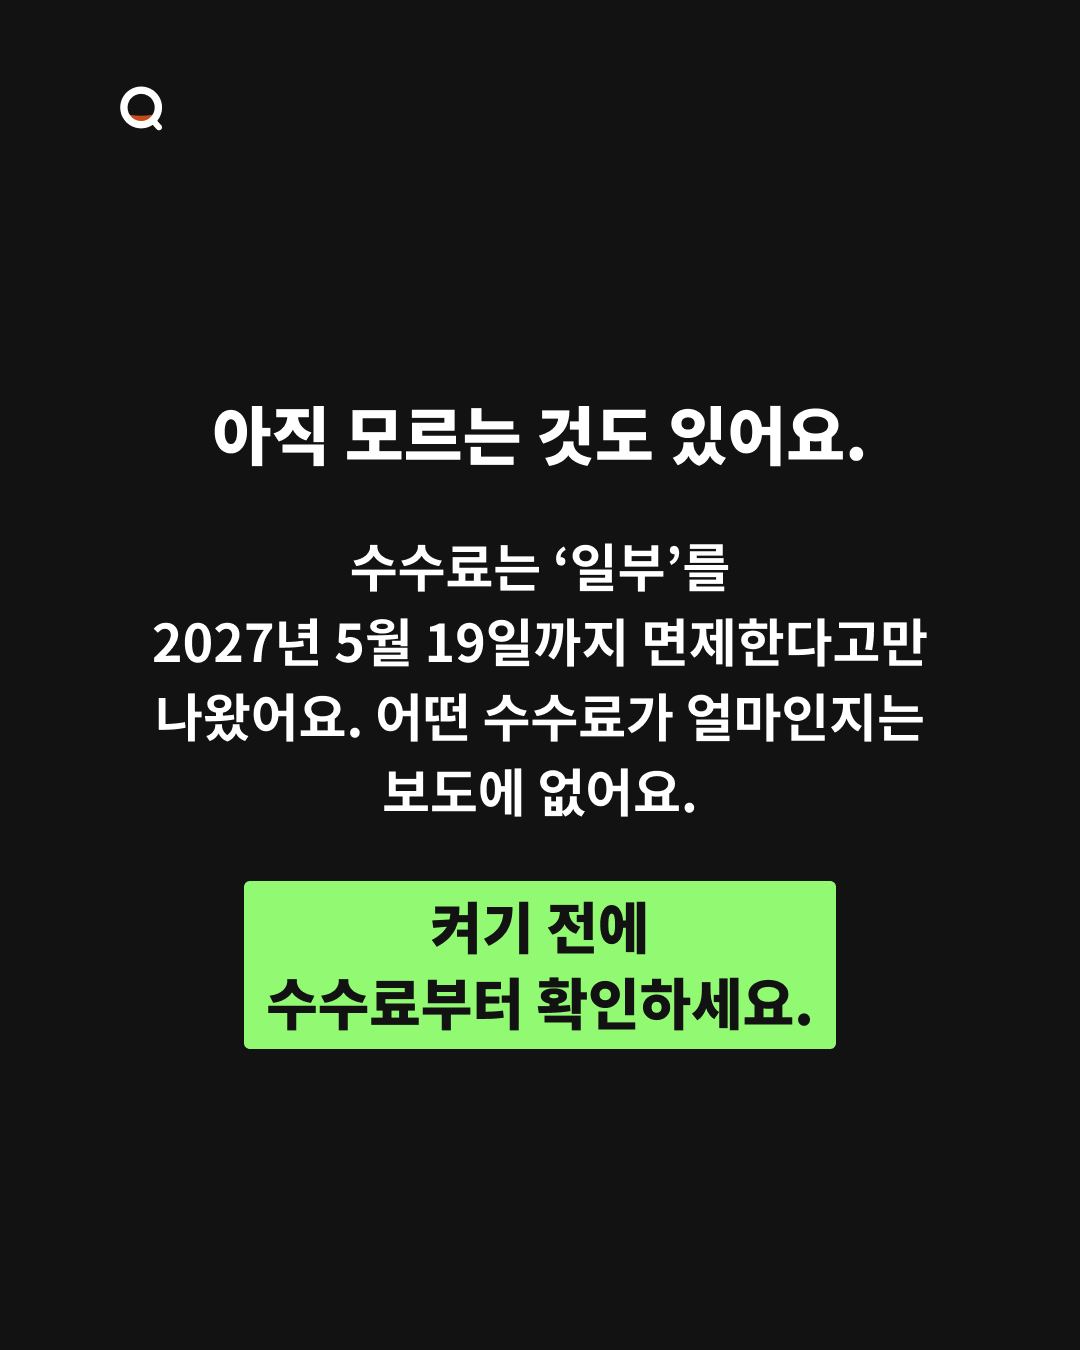 아직 모르는 것도 있어요.
수수료는 ‘일부’를
2027년 5월 19일까지 면제한다고만
나왔어요. 어떤 수수료가 얼마인지는
보도에 없어요.
켜기 전에
수수료부터 확인하세요.